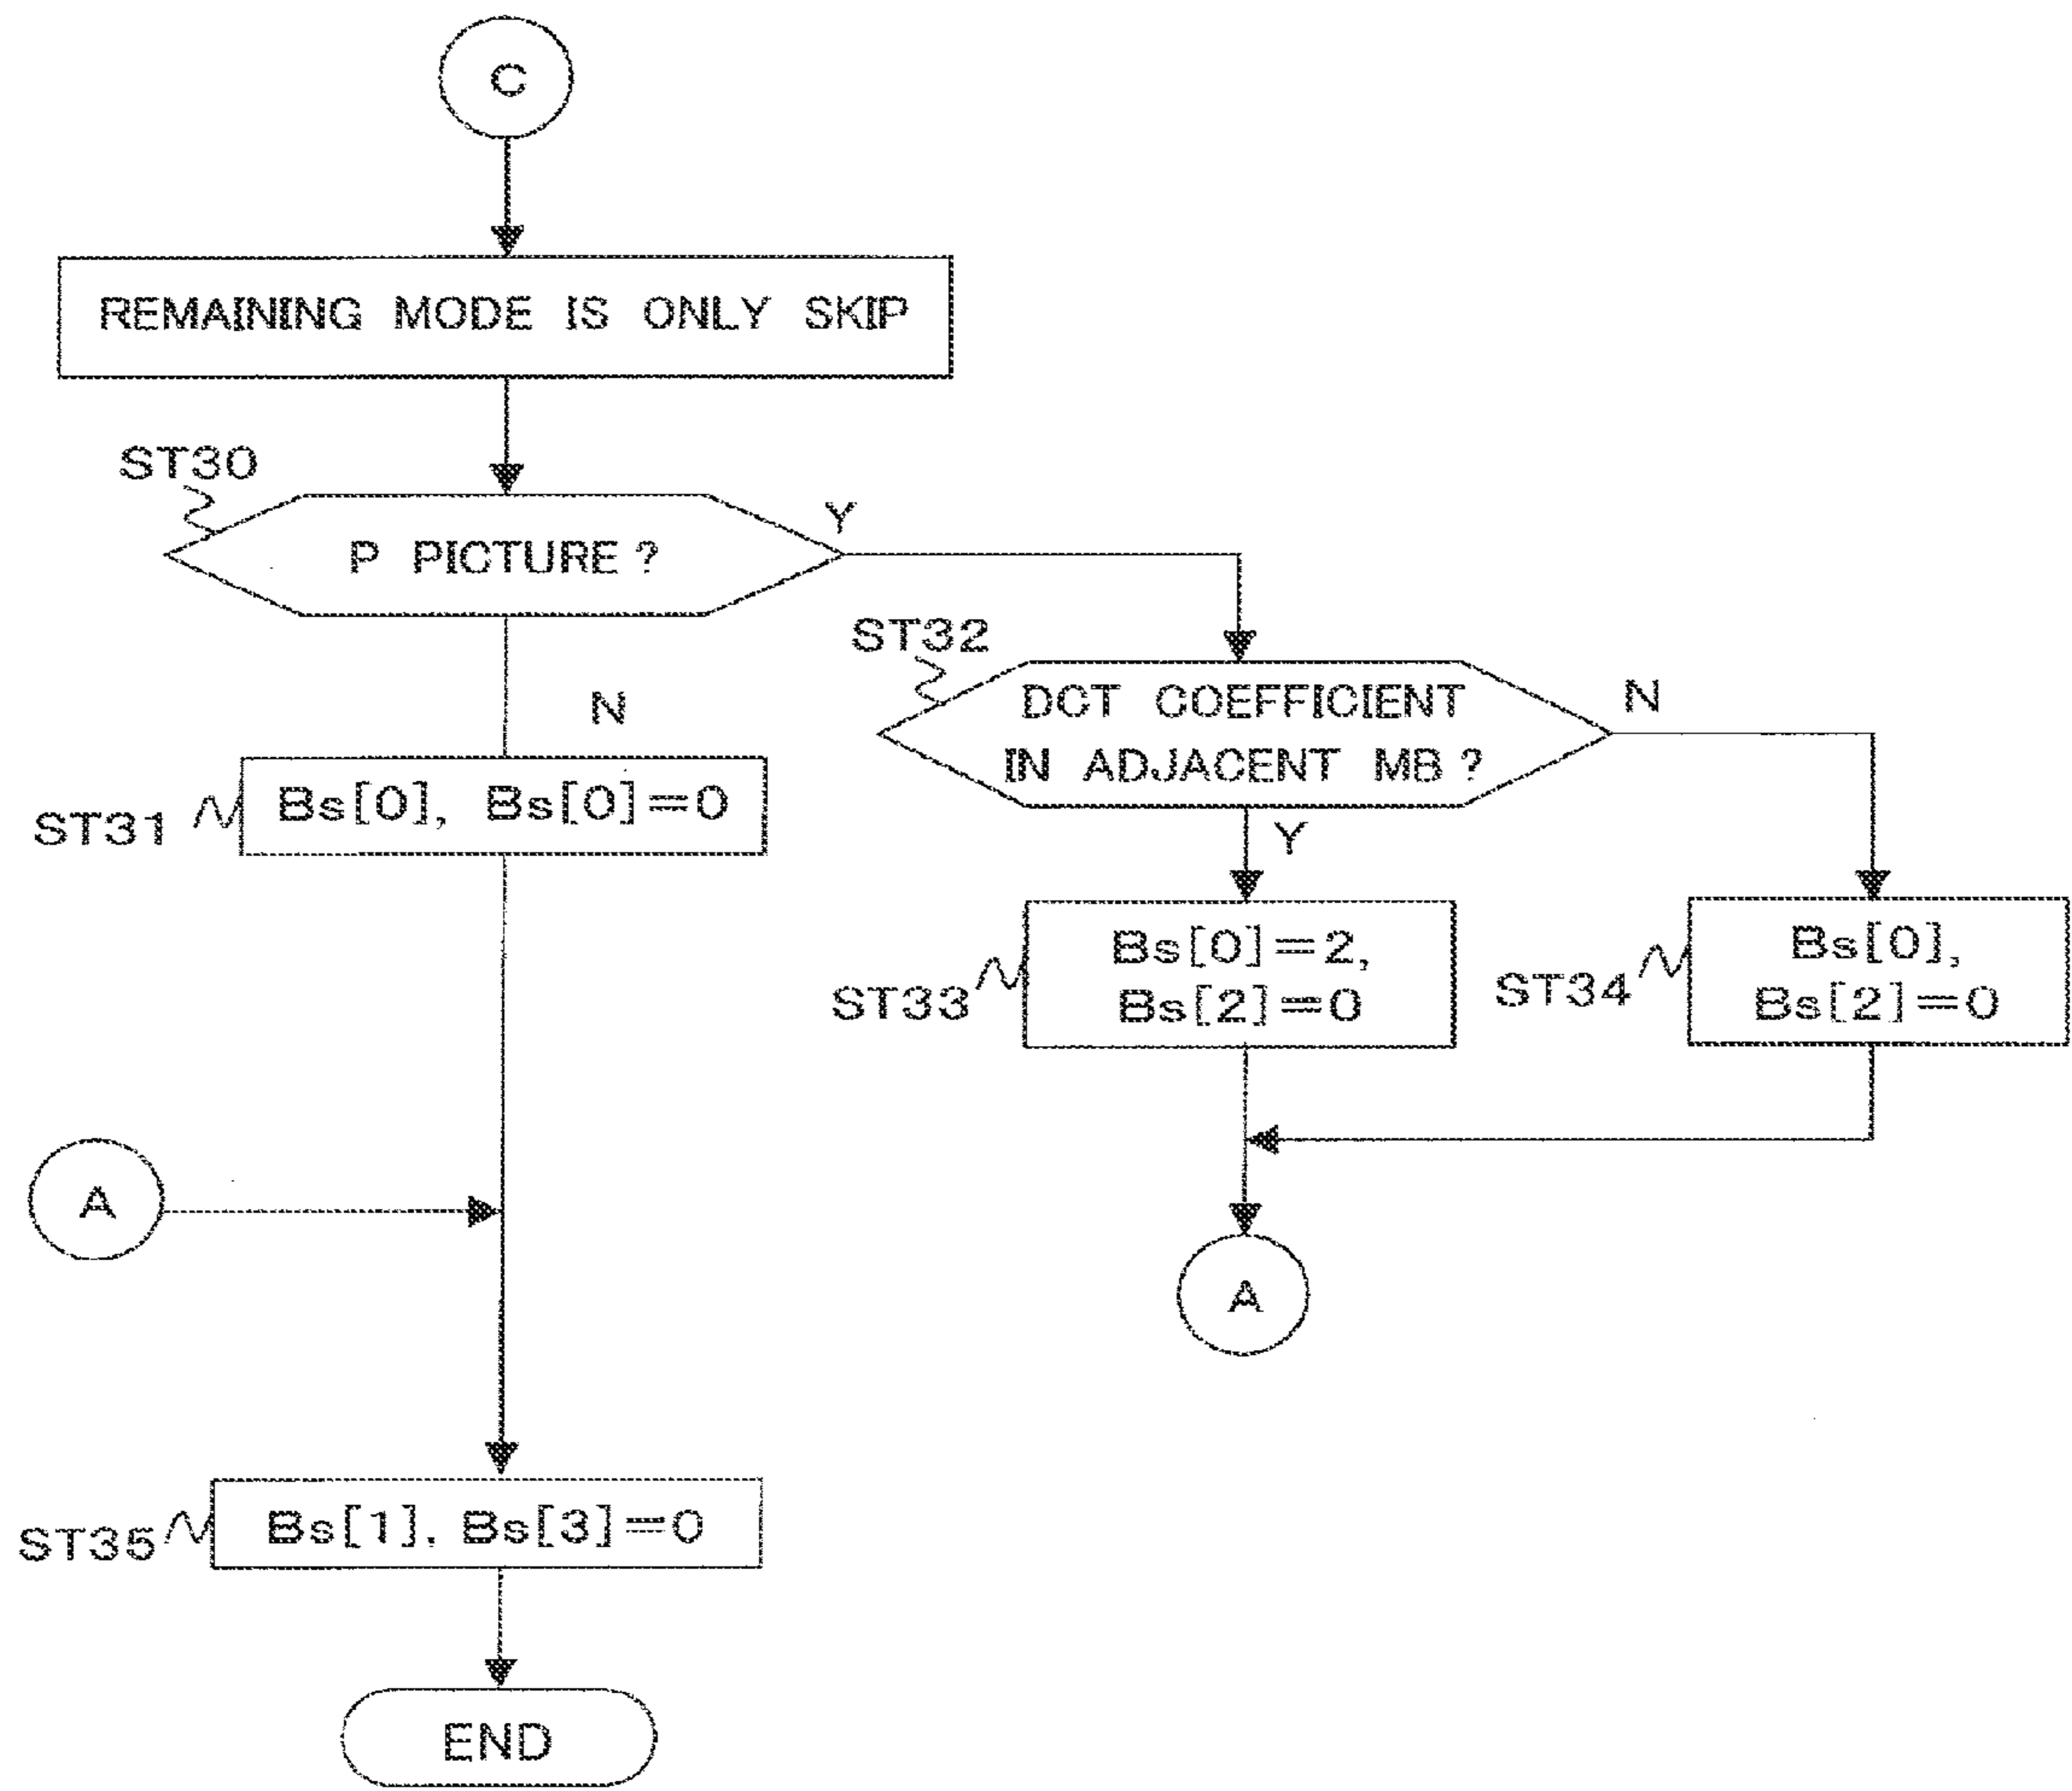 C
REMAINING MODE IS ONLY SKIP
ST30
P PICTURE?
Y
N
ST32
DCT COEFFICIENT
IN ADJACENT MB?
N
Y
ST31
Bs[0], Bs[0]=0
ST33
Bs[0]=2,
Bs[2]=0
ST34
Bs[0],
Bs[2]=0
A
A
ST35
Bs[1], Bs[3]=0
END